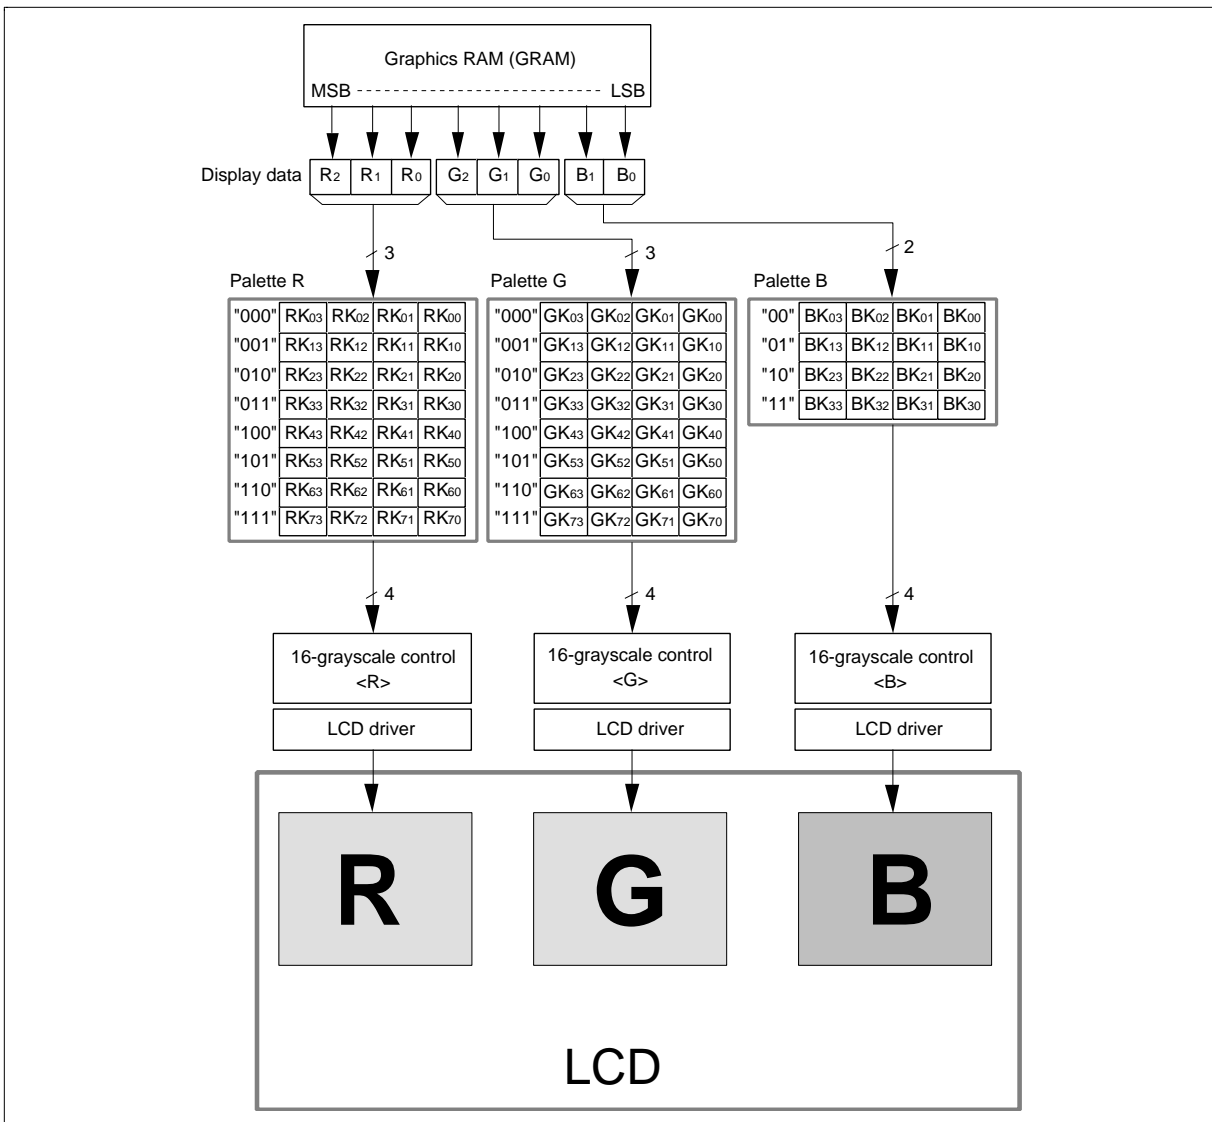 Graphics RAM (GRAM)
MSB ------------------------------ LSB
Display data R2 R1 R0 G2 G1 G0 B1 B0
3 3 2
Palette R Palette G Palette B
"000" RK03 RK02 RK01 RK00 "000" GK03 GK02 GK01 GK00 "00" BK03 BK02 BK01 BK00
"001" RK13 RK12 RK11 RK10 "001" GK13 GK12 GK11 GK10 "01" BK13 BK12 BK11 BK10
"010" RK23 RK22 RK21 RK20 "010" GK23 GK22 GK21 GK20 "10" BK23 BK22 BK21 BK20
"011" RK33 RK32 RK31 RK30 "011" GK33 GK32 GK31 GK30 "11" BK33 BK32 BK31 BK30
"100" RK43 RK42 RK41 RK40 "100" GK43 GK42 GK41 GK40
"101" RK53 RK52 RK51 RK50 "101" GK53 GK52 GK51 GK50
"110" RK63 RK62 RK61 RK60 "110" GK63 GK62 GK61 GK60
"111" RK73 RK72 RK71 RK70 "111" GK73 GK72 GK71 GK70
4 4 4
16-grayscale control 16-grayscale control 16-grayscale control
<R> <G> <B>
LCD driver LCD driver LCD driver
R G B
LCD